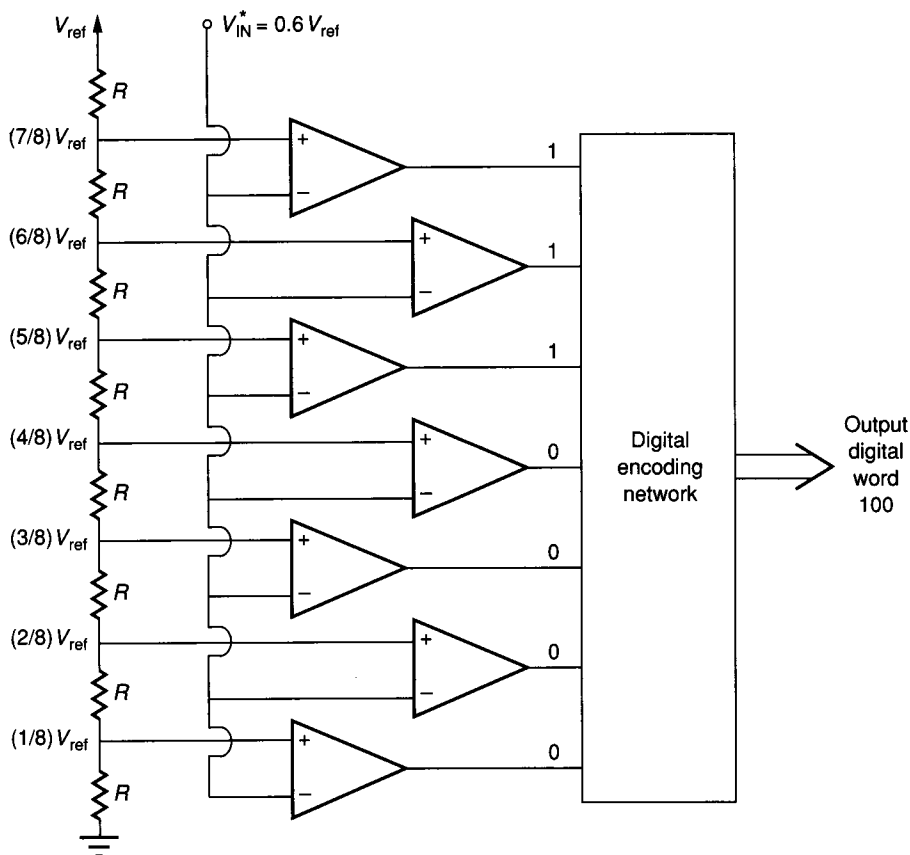 V_ref
V*_IN = 0.6 V_ref
R
(7/8) V_ref
+
−
1
R
(6/8) V_ref
+
−
1
R
(5/8) V_ref
+
−
1
R
(4/8) V_ref
+
−
0
R
(3/8) V_ref
+
−
0
R
(2/8) V_ref
+
−
0
R
(1/8) V_ref
+
−
0
R
Digital
encoding
network
Output
digital
word
100